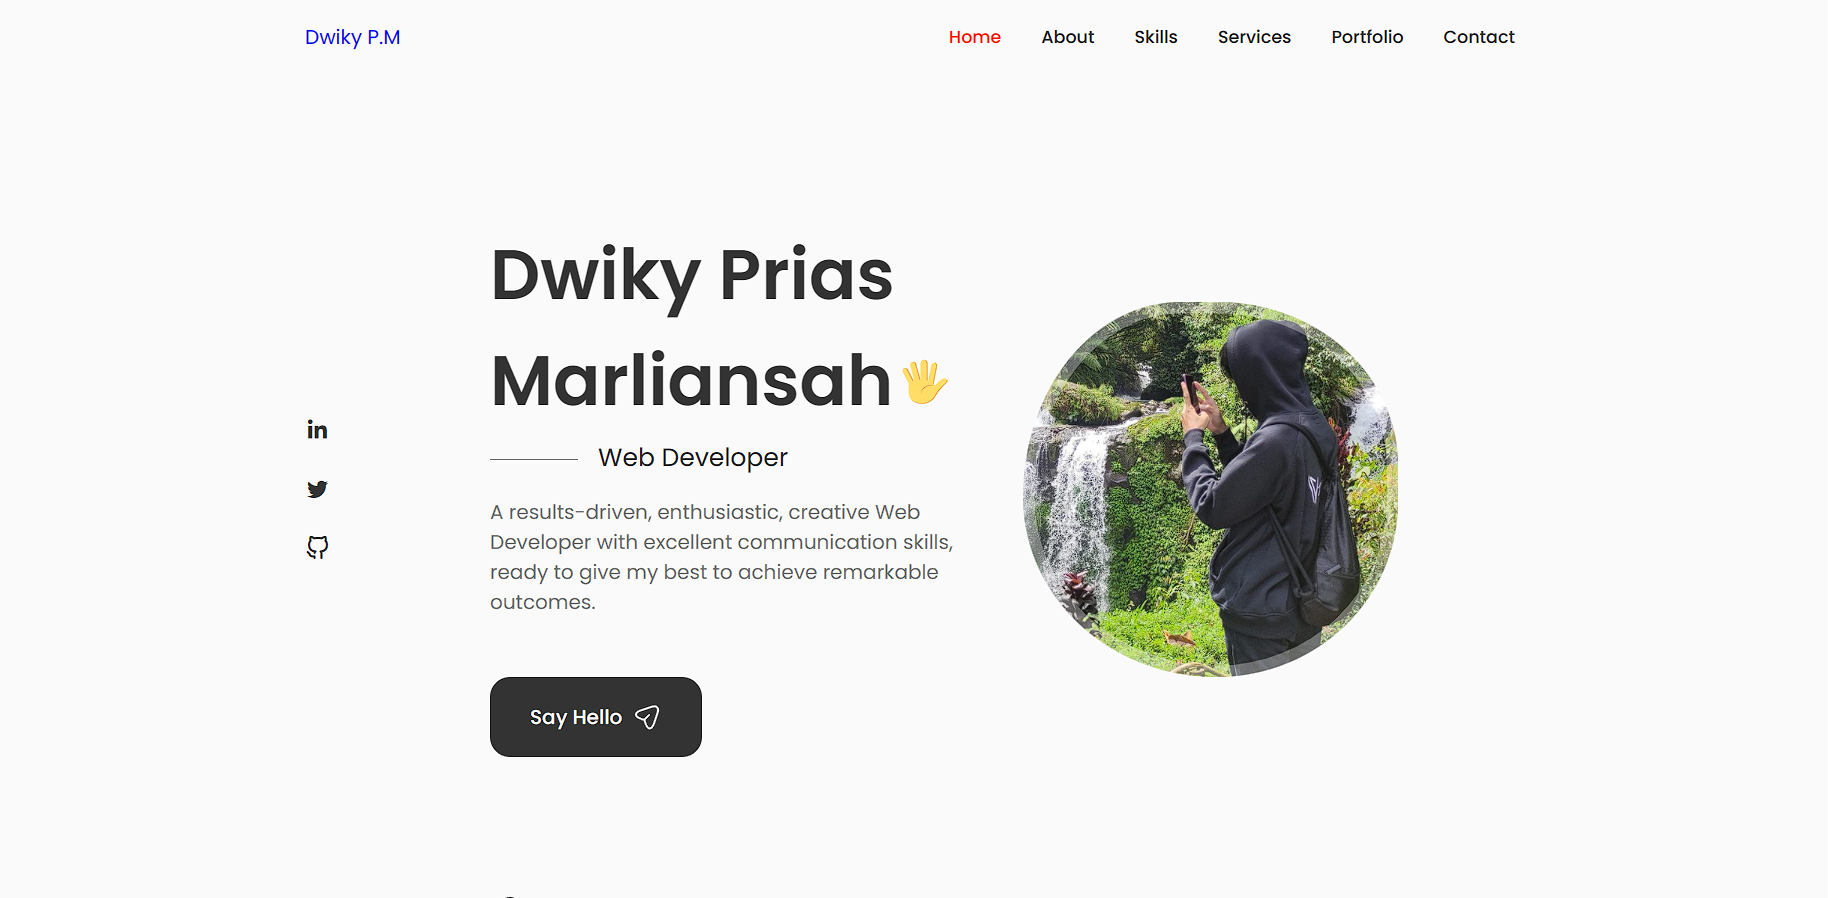 Dwiky P.M
Home About Skills Services Portfolio Contact
Dwiky Prias
Marliansah🖐
in
Web Developer
A results-driven, enthusiastic, creative Web
Developer with excellent communication skills,
ready to give my best to achieve remarkable
outcomes.
Say Hello